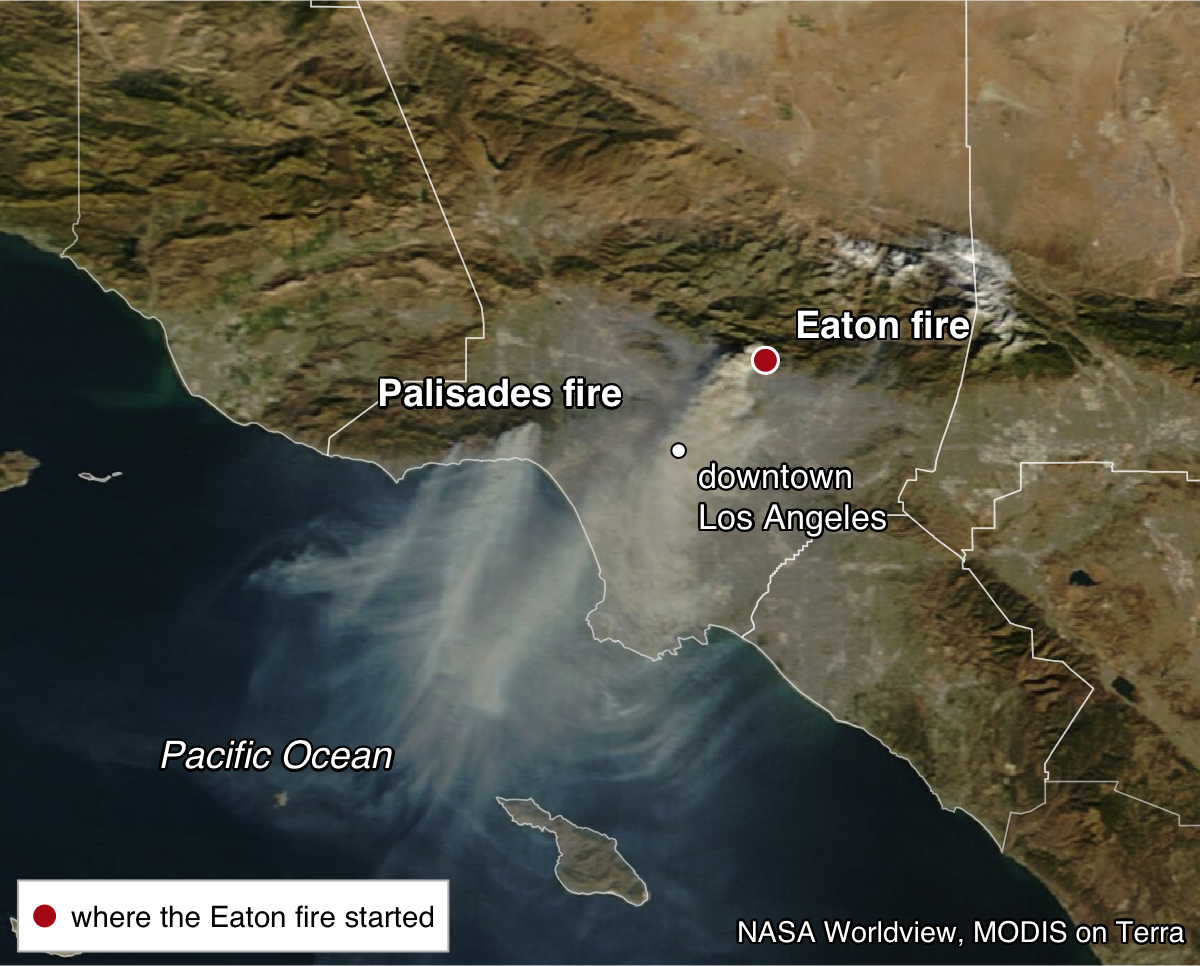 Eaton fire
Palisades fire
downtown
Los Angeles
Pacific Ocean
where the Eaton fire started
NASA Worldview, MODIS on Terra